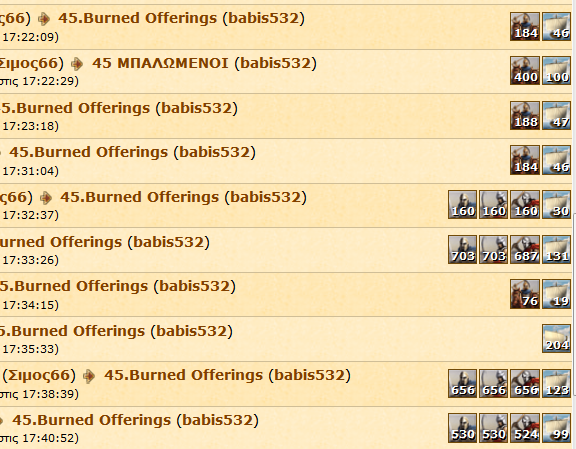 ς66) 45.Burned Offerings (babis532) 184 46
17:22:09)
Σιμος66) 45 ΜΠΑΛΩΜΕΝΟΙ (babis532) 400 100
στις 17:22:29)
5.Burned Offerings (babis532) 188 47
17:23:18)
45.Burned Offerings (babis532) 184 46
17:31:04)
ς66) 45.Burned Offerings (babis532) 160 160 160 30
17:32:37)
urned Offerings (babis532) 703 703 687 131
17:33:26)
5.Burned Offerings (babis532) 76 19
17:34:15)
5.Burned Offerings (babis532) 204
17:35:33)
(Σιμος66) 45.Burned Offerings (babis532) 656 656 656 123
17:38:39)
45.Burned Offerings (babis532) 530 530 524 99
στις 17:40:52)